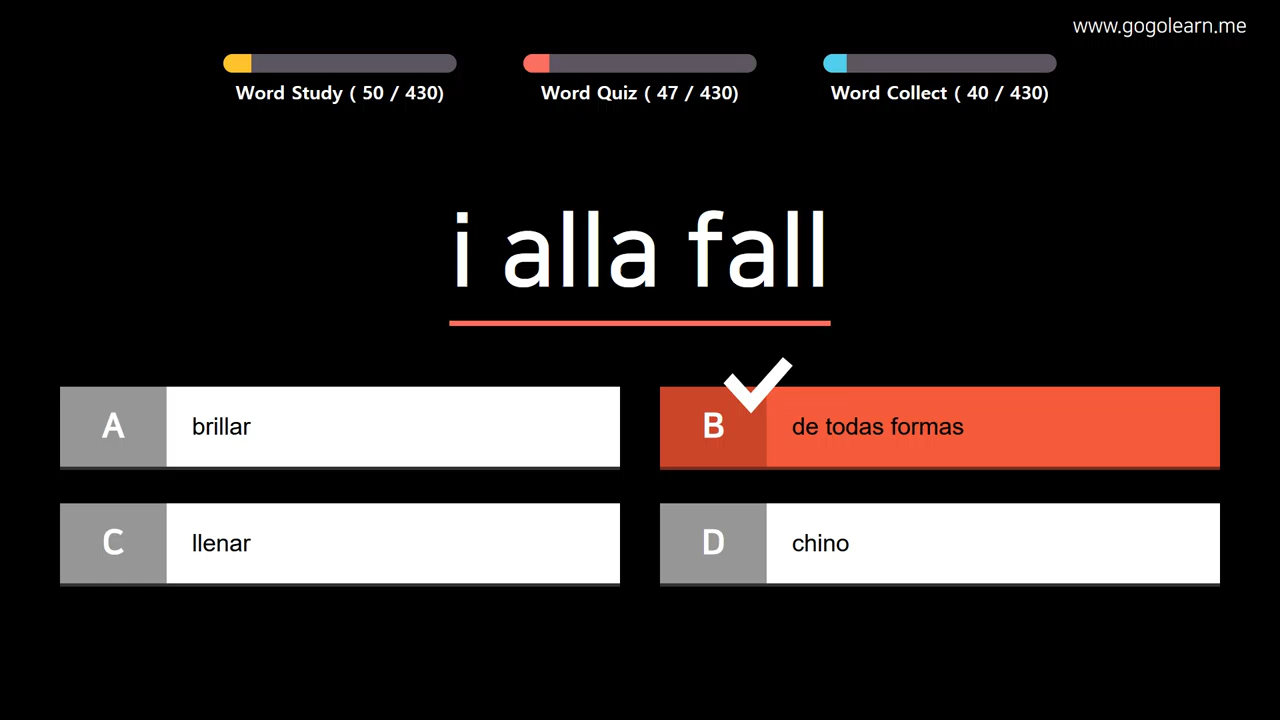 www.gogolearn.me
Word Study ( 50 / 430)
Word Quiz ( 47 / 430)
Word Collect ( 40 / 430)
i alla fall
A brillar
B de todas formas
C llenar
D chino